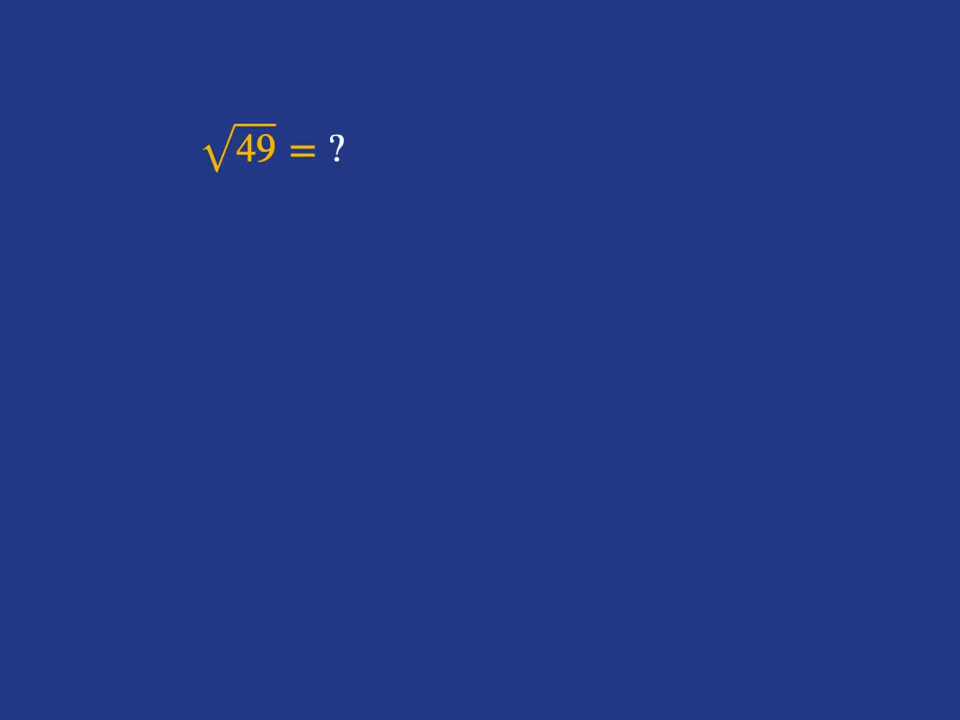 √49 = ?